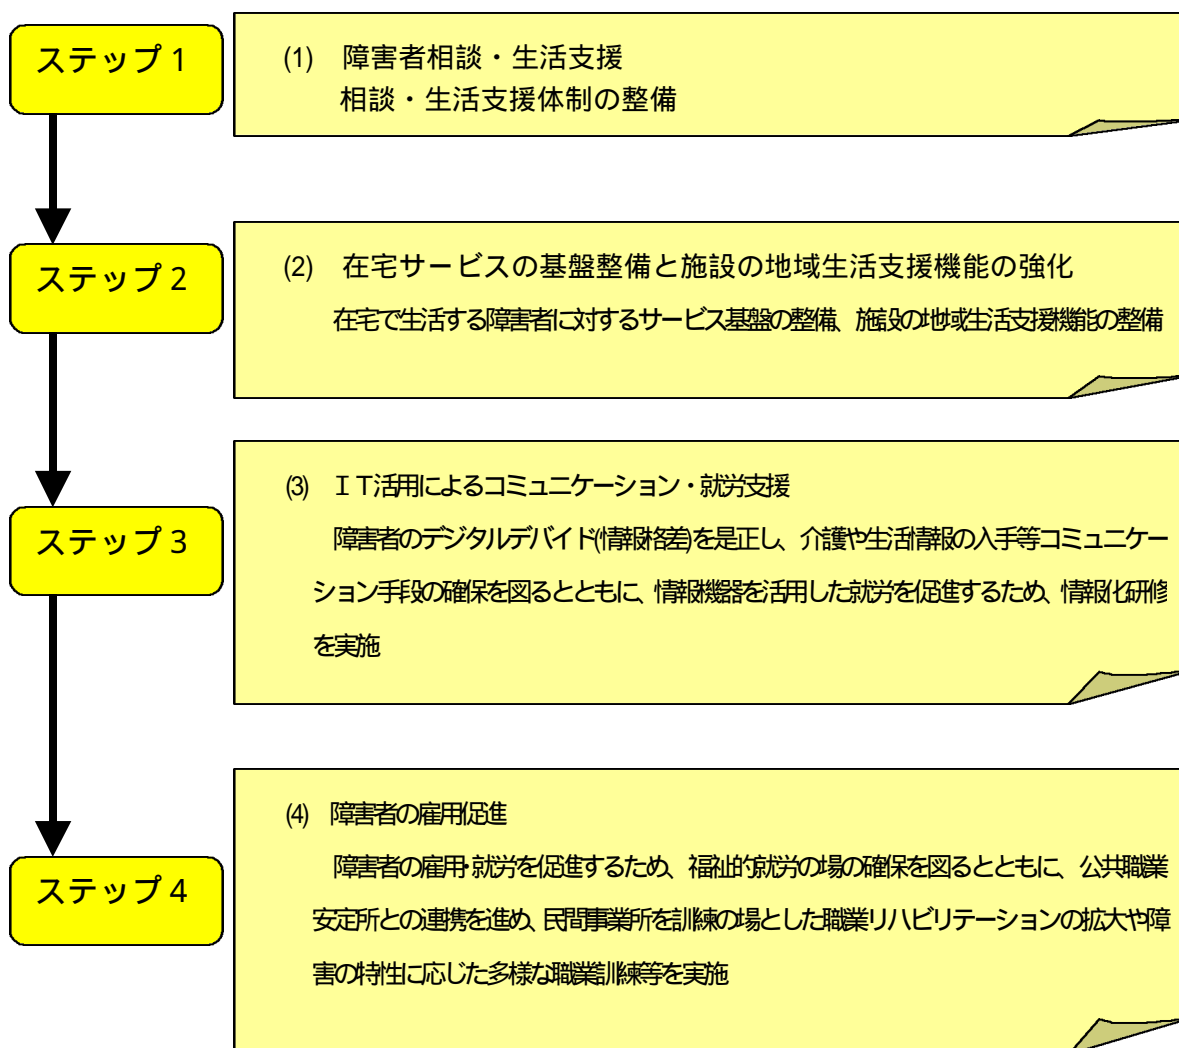 ステップ1
(1) 障害者相談・生活支援
相談・生活支援体制の整備
ステップ2
(2) 在宅サービスの基盤整備と施設の地域生活支援機能の強化
在宅で生活する障害者に対するサービス基盤の整備、施設の地域生活支援機能の整備
ステップ3
(3) IT活用によるコミュニケーション・就労支援
障害者のデジタルデバイド(情報格差)を是正し、介護や生活情報の入手等コミュニケー
ション手段の確保を図るとともに、情報機器を活用した就労を促進するため、情報化研修
を実施
ステップ4
(4) 障害者の雇用促進
障害者の雇用・就労を促進するため、福祉的就労の場の確保を図るとともに、公共職業
安定所との連携を進め、民間事業所を訓練の場とした職業リハビリテーションの拡大や障
害の特性に応じた多様な職業訓練等を実施